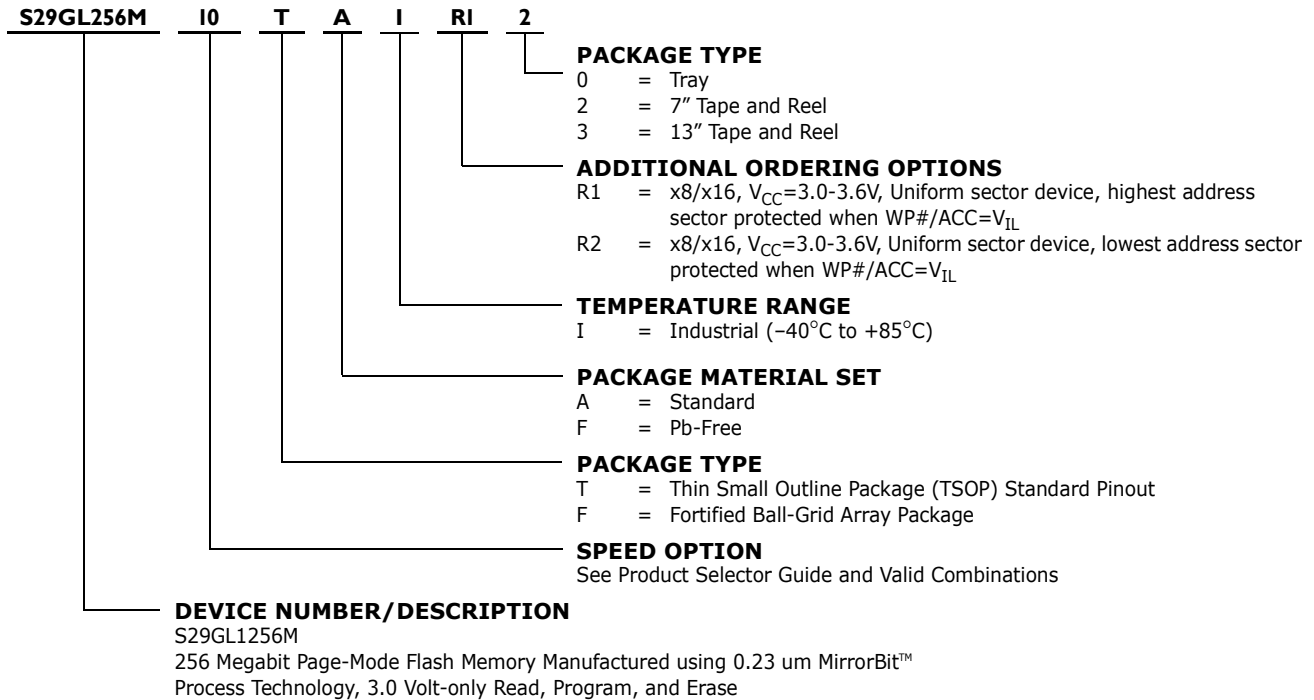 S29GL256M 10 T A I R1 2
PACKAGE TYPE
0 = Tray
2 = 7″ Tape and Reel
3 = 13″ Tape and Reel
ADDITIONAL ORDERING OPTIONS
R1 = x8/x16, VCC=3.0-3.6V, Uniform sector device, highest address
sector protected when WP#/ACC=VIL
R2 = x8/x16, VCC=3.0-3.6V, Uniform sector device, lowest address sector
protected when WP#/ACC=VIL
TEMPERATURE RANGE
I = Industrial (–40°C to +85°C)
PACKAGE MATERIAL SET
A = Standard
F = Pb-Free
PACKAGE TYPE
T = Thin Small Outline Package (TSOP) Standard Pinout
F = Fortified Ball-Grid Array Package
SPEED OPTION
See Product Selector Guide and Valid Combinations
DEVICE NUMBER/DESCRIPTION
S29GL1256M
256 Megabit Page-Mode Flash Memory Manufactured using 0.23 um MirrorBit™
Process Technology, 3.0 Volt-only Read, Program, and Erase